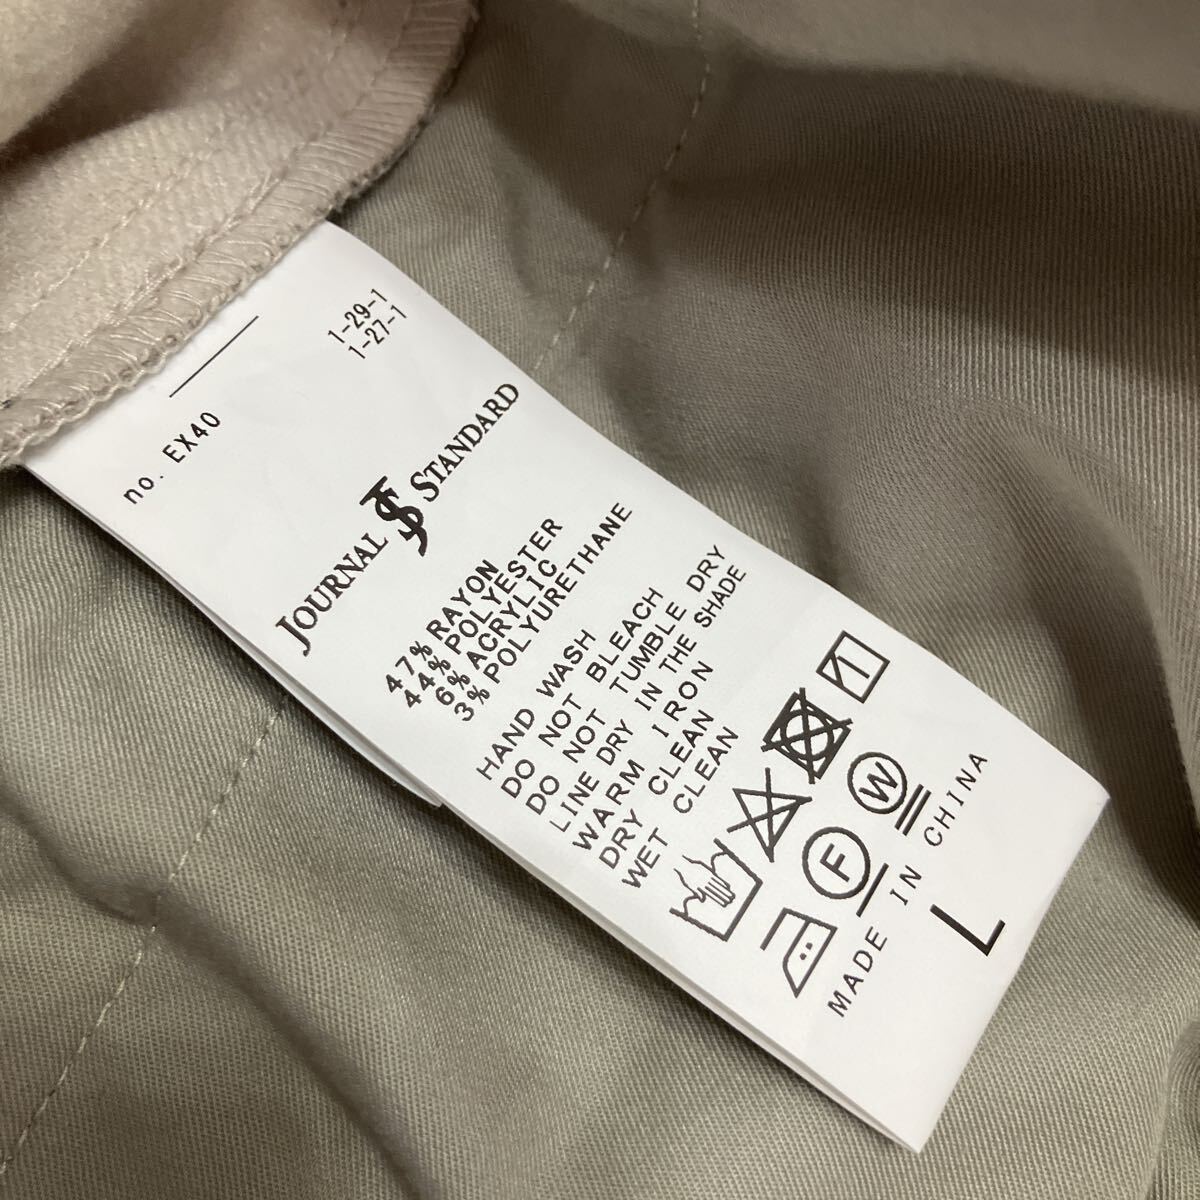 no. EX40
1-29-1
1-27-1
JOURNAL JS STANDARD
47% RAYON
44% POLYESTER
6% ACRYLIC
3% POLYURETHANE
HAND WASH
DO NOT BLEACH
DO NOT TUMBLE DRY
LINE DRY IN THE SHADE
WARM IRON
DRY CLEAN
WET CLEAN
F W
MADE IN CHINA
L